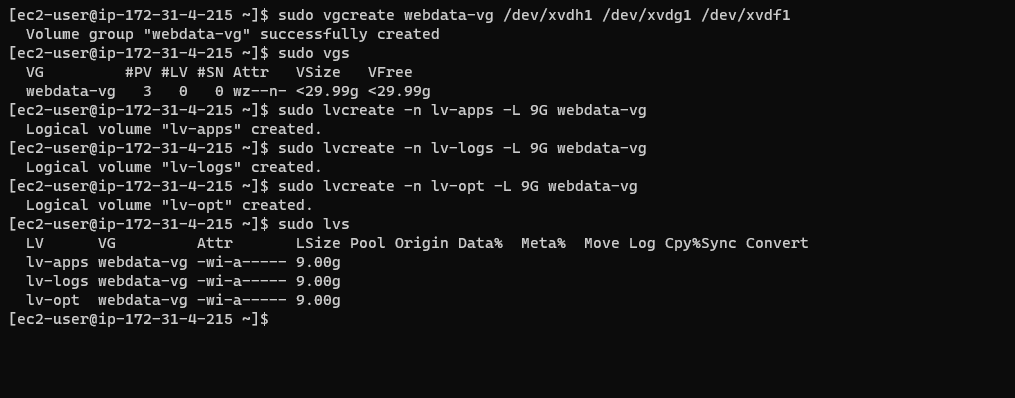 [ec2-user@ip-172-31-4-215 ~]$ sudo vgcreate webdata-vg /dev/xvdh1 /dev/xvdg1 /dev/xvdf1
  Volume group "webdata-vg" successfully created
[ec2-user@ip-172-31-4-215 ~]$ sudo vgs
  VG         #PV #LV #SN Attr   VSize   VFree
  webdata-vg   3   0   0 wz--n- <29.99g <29.99g
[ec2-user@ip-172-31-4-215 ~]$ sudo lvcreate -n lv-apps -L 9G webdata-vg
  Logical volume "lv-apps" created.
[ec2-user@ip-172-31-4-215 ~]$ sudo lvcreate -n lv-logs -L 9G webdata-vg
  Logical volume "lv-logs" created.
[ec2-user@ip-172-31-4-215 ~]$ sudo lvcreate -n lv-opt -L 9G webdata-vg
  Logical volume "lv-opt" created.
[ec2-user@ip-172-31-4-215 ~]$ sudo lvs
  LV      VG         Attr       LSize Pool Origin Data%  Meta%  Move Log Cpy%Sync Convert
  lv-apps webdata-vg -wi-a----- 9.00g
  lv-logs webdata-vg -wi-a----- 9.00g
  lv-opt  webdata-vg -wi-a----- 9.00g
[ec2-user@ip-172-31-4-215 ~]$